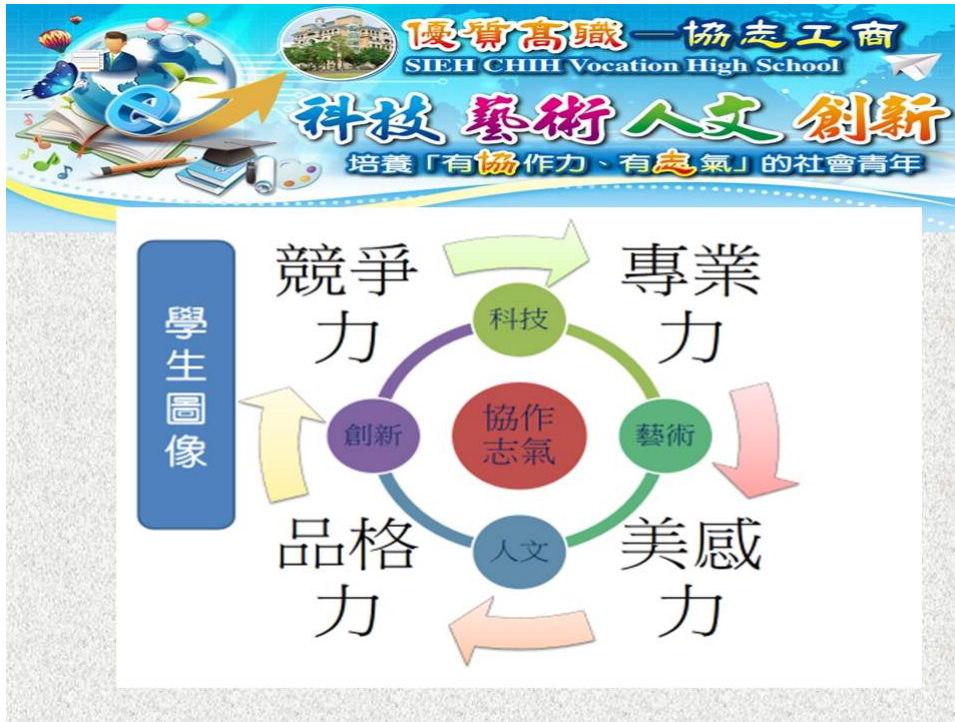 優質高職—協志工商
SIEH CHIH Vocation High School
科技 藝術 人文 創新
培養「有協作力、有志氣」的社會青年
學生圖像
競爭
力
專業
力
科技
創新
協作
志氣
藝術
人文
品格
力
美感
力